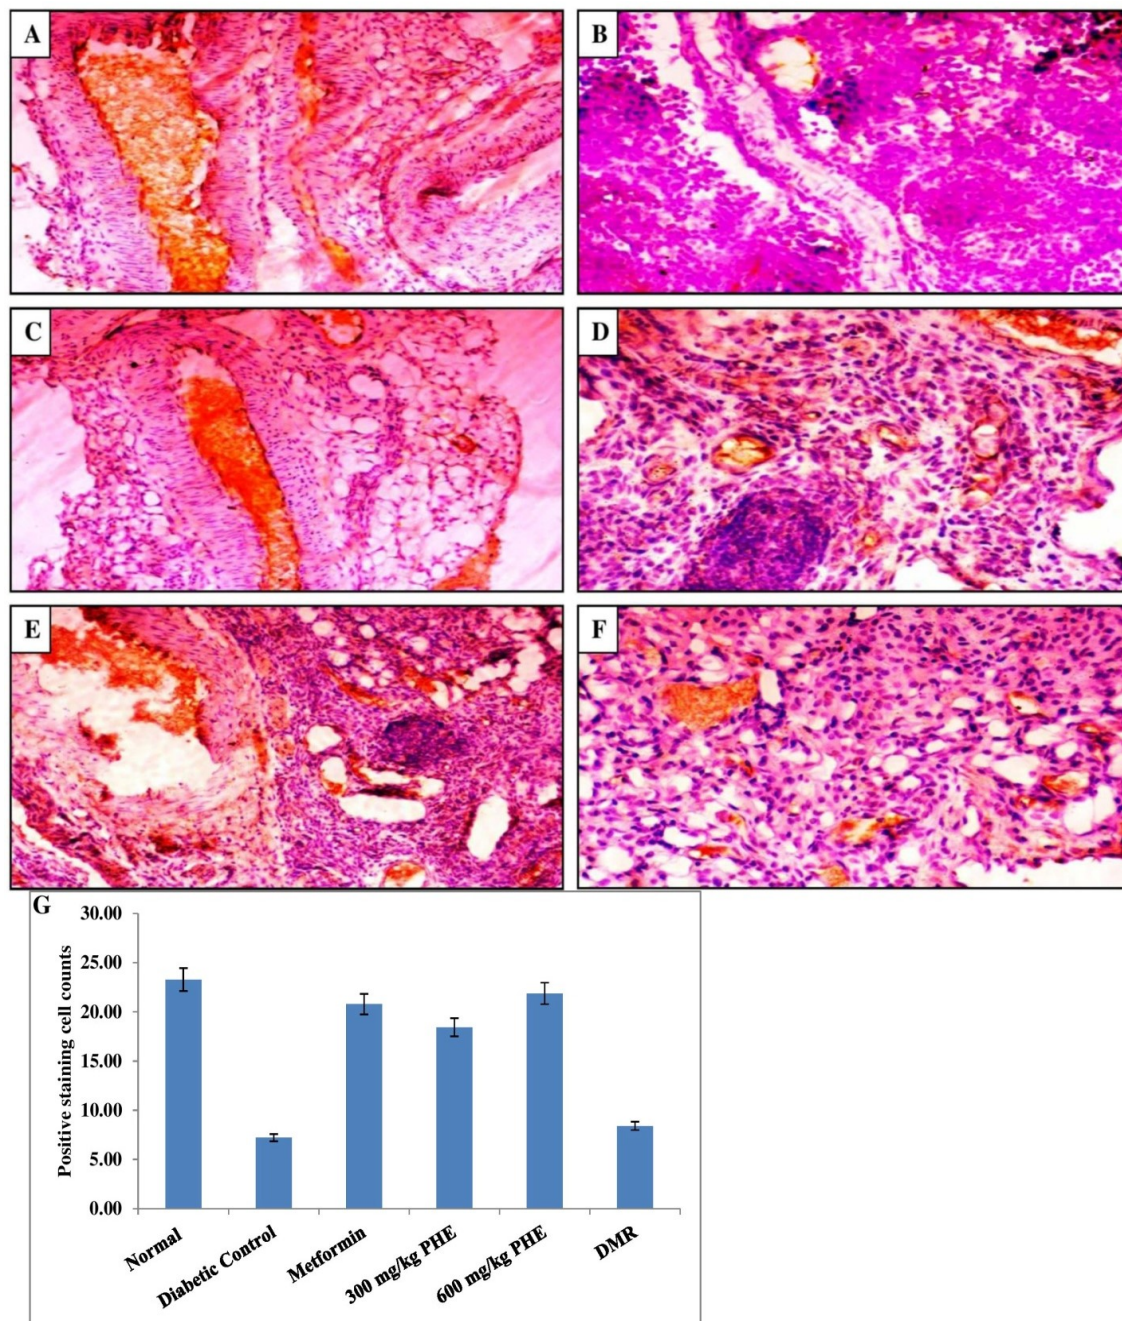 A
B
C
D
E
F
G
Positive staining cell counts
30.00
25.00
20.00
15.00
10.00
5.00
0.00
Normal
Diabetic Control
Metformin
300 mg/kg PHE
600 mg/kg PHE
DMR